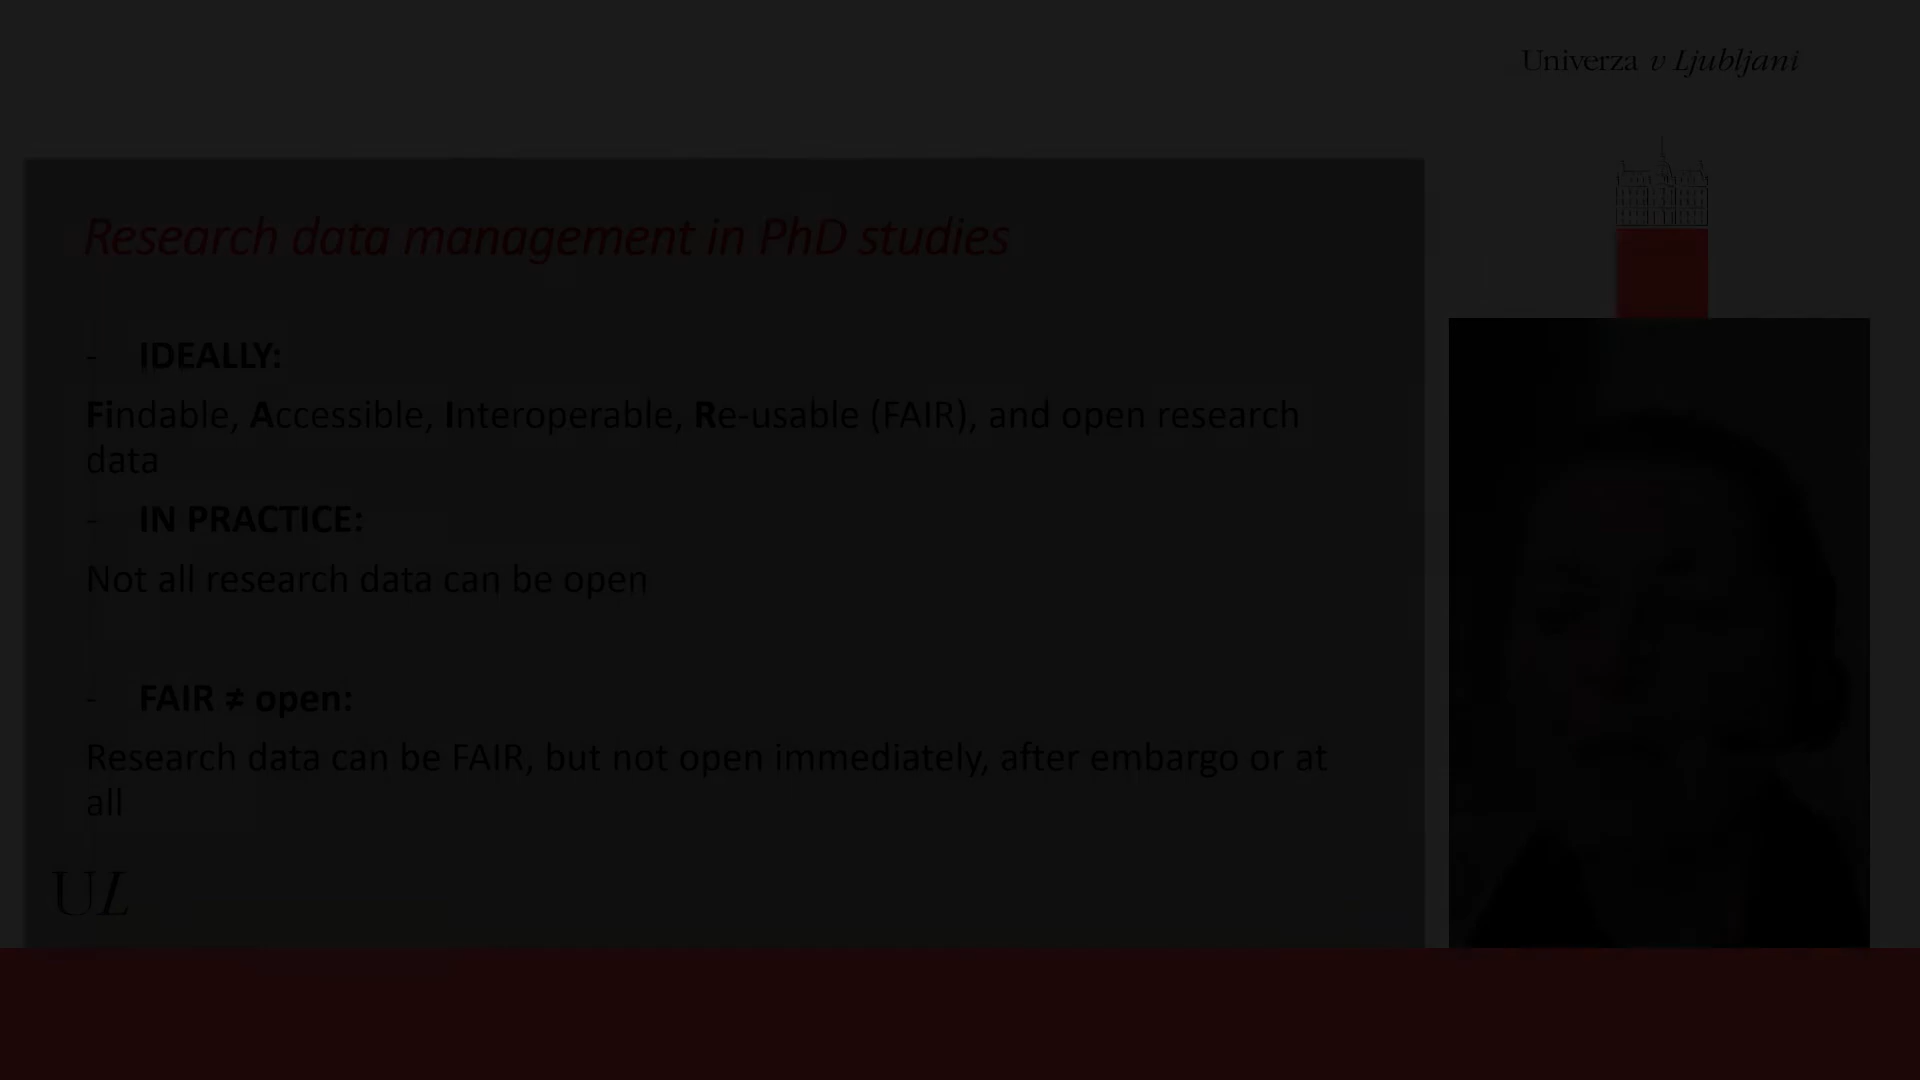 Univerza v Ljubljani
Research data management in PhD studies
- IDEALLY:
Findable, Accessible, Interoperable, Re-usable (FAIR), and open research
data
- IN PRACTICE:
Not all research data can be open
- FAIR ≠ open:
Research data can be FAIR, but not open immediately, after embargo or at
all
UL